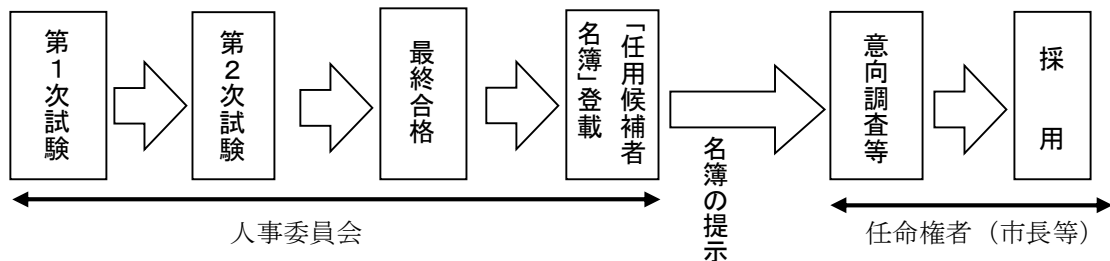 第１次試験
第２次試験
最終合格
「任用候補者
名簿」登載
名簿の提示
意向調査等
採　用
人事委員会
任命権者（市長等）